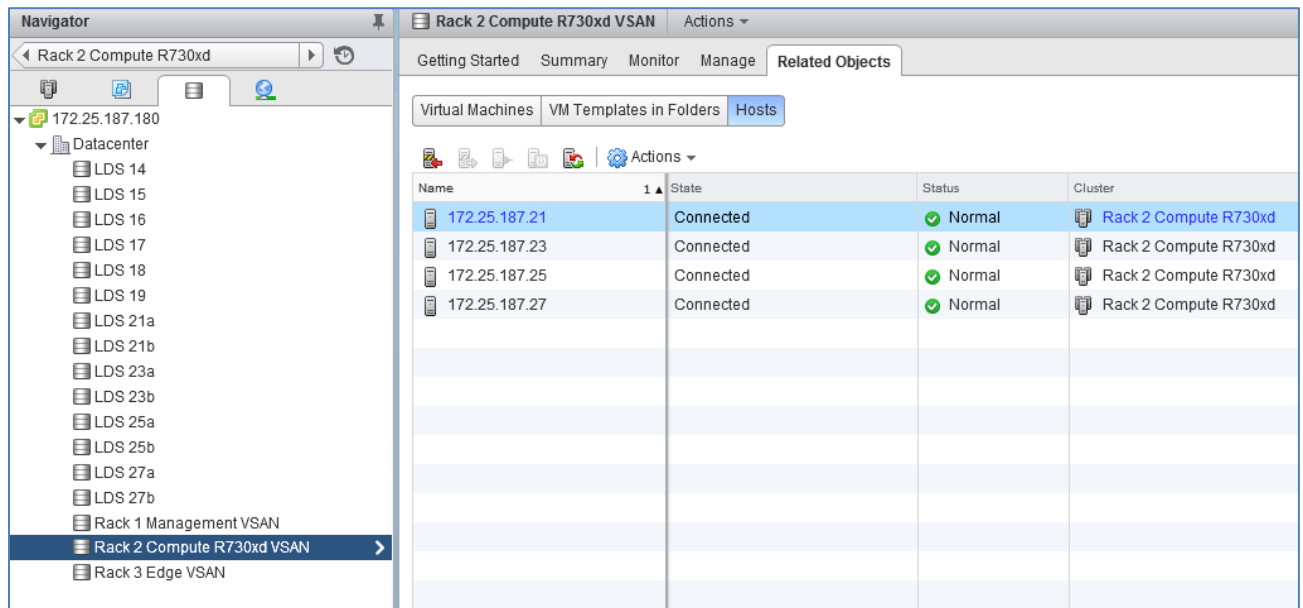 Navigator
Rack 2 Compute R730xd
172.25.187.180
Datacenter
LDS 14
LDS 15
LDS 16
LDS 17
LDS 18
LDS 19
LDS 21a
LDS 21b
LDS 23a
LDS 23b
LDS 25a
LDS 25b
LDS 27a
LDS 27b
Rack 1 Management VSAN
Rack 2 Compute R730xd VSAN
Rack 3 Edge VSAN
Rack 2 Compute R730xd VSAN Actions
Getting Started Summary Monitor Manage Related Objects
Virtual Machines VM Templates in Folders Hosts
Actions
Name 1 State Status Cluster
172.25.187.21 Connected Normal Rack 2 Compute R730xd
172.25.187.23 Connected Normal Rack 2 Compute R730xd
172.25.187.25 Connected Normal Rack 2 Compute R730xd
172.25.187.27 Connected Normal Rack 2 Compute R730xd